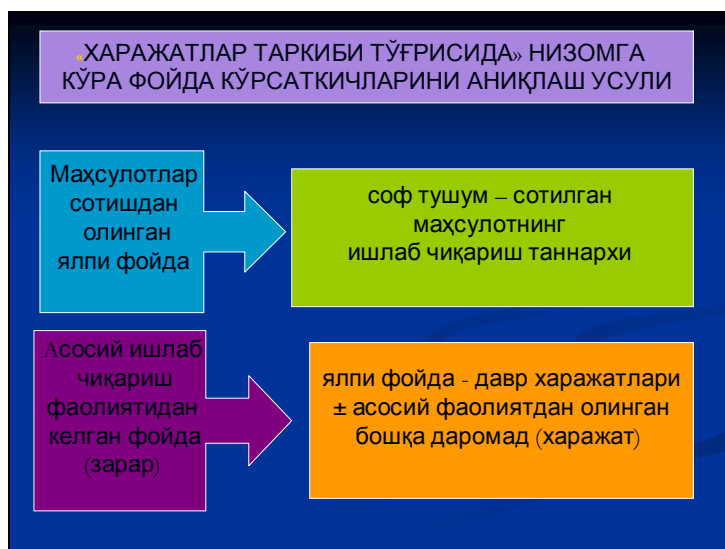 «ХАРАЖАТЛАР ТАРКИБИ ТЎҒРИСИДА» НИЗОМГА
КЎРА ФОЙДА КЎРСАТКИЧЛАРИНИ АНИҚЛАШ УСУЛИ
Маҳсулотлар
сотишдан
олинган
ялпи фойда
соф тушум – сотилган
маҳсулотнинг
ишлаб чиқариш таннархи
Асосий ишлаб
чиқариш
фаолиятидан
келган фойда
(зарар)
ялпи фойда - давр харажатлари
± асосий фаолиятдан олинган
бошқа даромад (харажат)